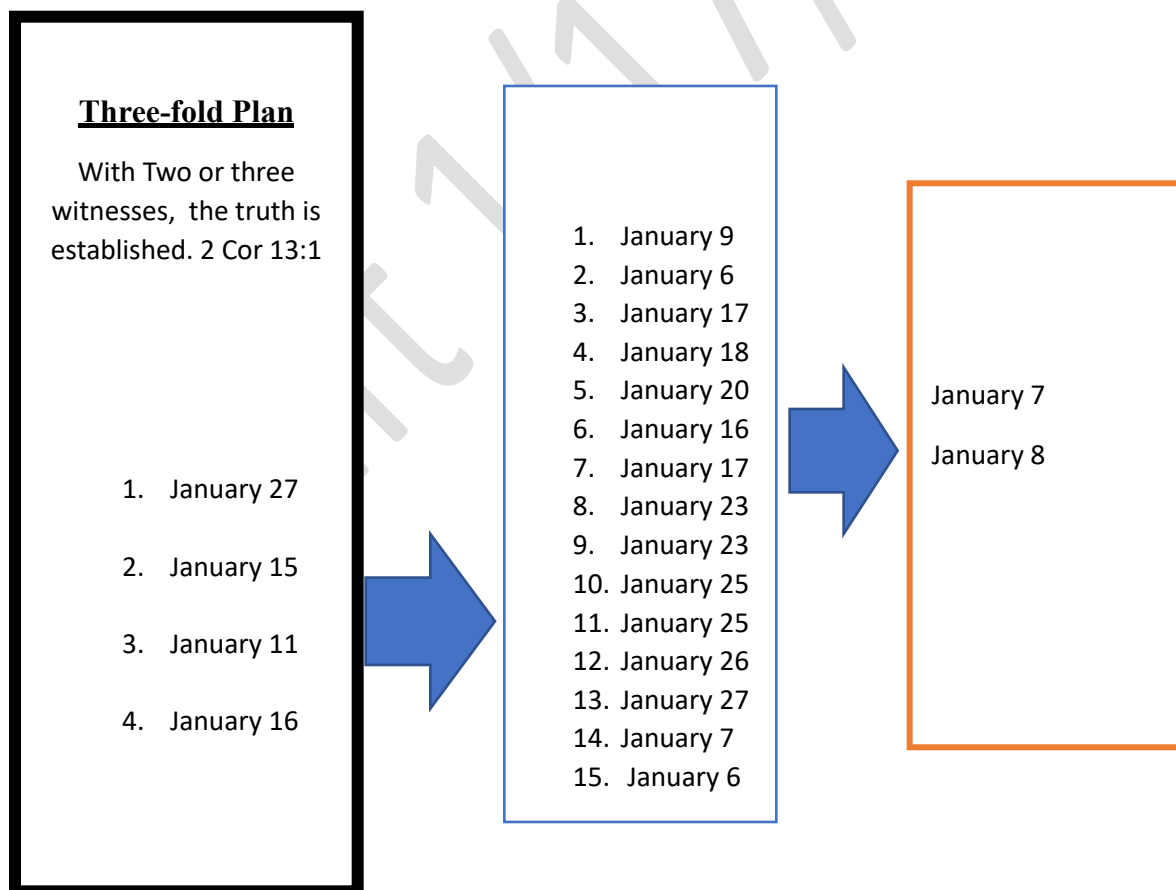 Three-fold Plan
With Two or three
witnesses, the truth is
established. 2 Cor 13:1
1. January 27
2. January 15
3. January 11
4. January 16
1. January 9
2. January 6
3. January 17
4. January 18
5. January 20
6. January 16
7. January 17
8. January 23
9. January 23
10. January 25
11. January 25
12. January 26
13. January 27
14. January 7
15. January 6
January 7
January 8